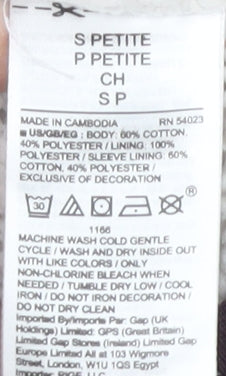 S PETITE
P PETITE
CH
S P
MADE IN CAMBODIA RN 54023
US/GB/EG : BODY: 60% COTTON,
40% POLYESTER / LINING: 100%
POLYESTER / SLEEVE LINING: 60%
COTTON, 40% POLYESTER /
EXCLUSIVE OF DECORATION
30
®
1166
MACHINE WASH COLD GENTLE
CYCLE / WASH AND DRY INSIDE OUT
WITH LIKE COLORS / ONLY
NON-CHLORINE BLEACH WHEN
NEEDED / TUMBLE DRY LOW / COOL
IRON / DO NOT IRON DECORATION /
DO NOT DRY CLEAN
Imported By/Importe Par: Gap (UK
Holdings) Limited: GPS (Great Britain)
Limited Gap Stores (Ireland) Limited Gap
Europe Limited All at 103 Wigmore
Street, London, W1U 1QS Egypt
Importer: